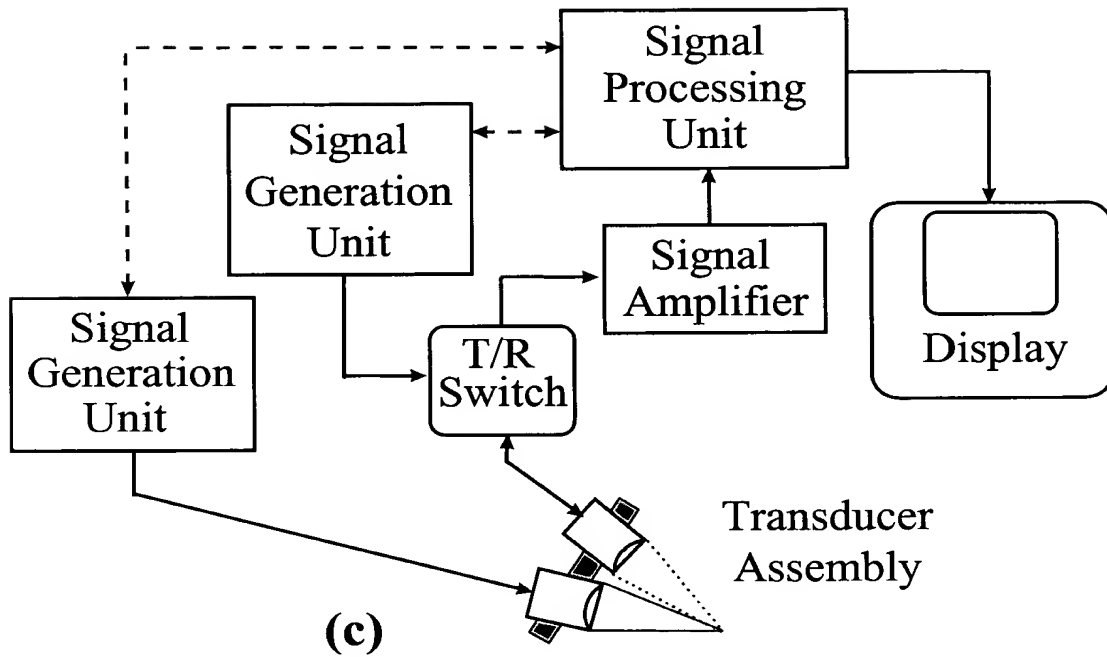 Signal
Processing
Unit
Signal
Generation
Unit
Signal
Amplifier
Display
Signal
Generation
Unit
T/R
Switch
Transducer
Assembly
(c)